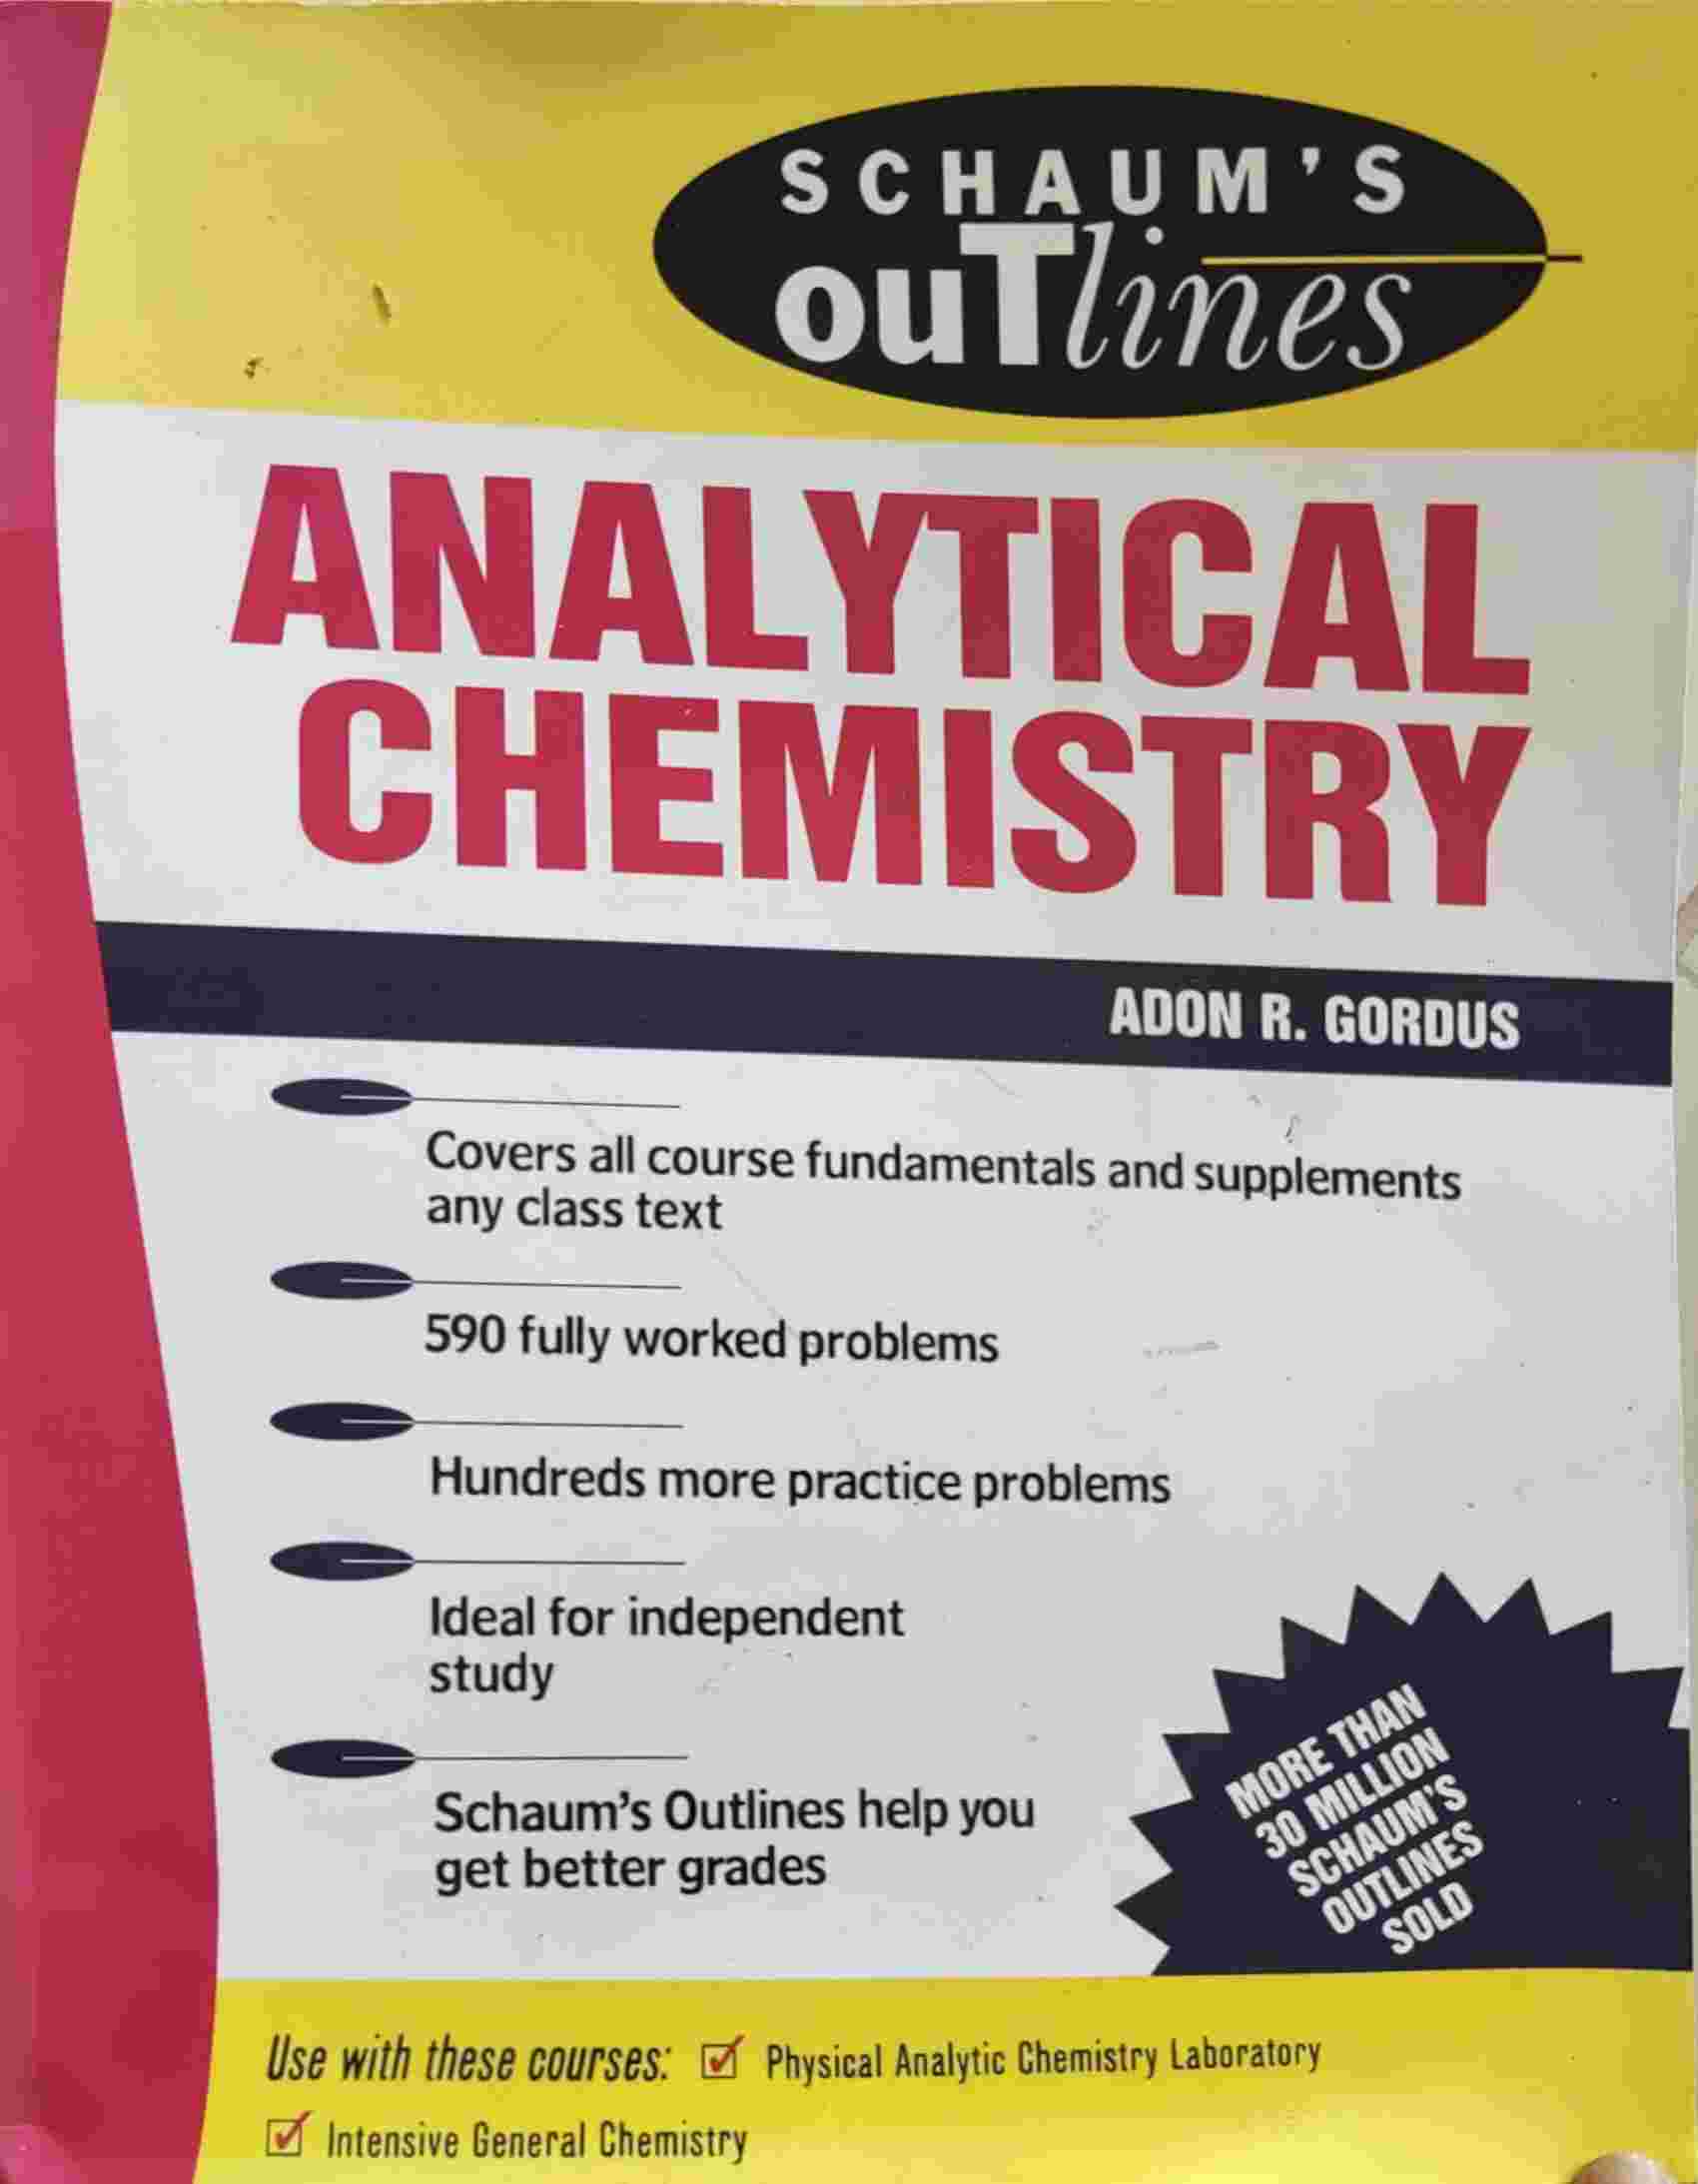 SCHAUM'S
ouTlines
ANALYTICAL
CHEMISTRY
ADON R. GORDUS
Covers all course fundamentals and supplements
any class text
590 fully worked problems
Hundreds more practice problems
Ideal for independent
study
Schaum's Outlines help you
get better grades
MORE THAN
30 MILLION
SCHAUM'S
OUTLINES
SOLD
Use with these courses: ☑ Physical Analytic Chemistry Laboratory
☑ Intensive General Chemistry